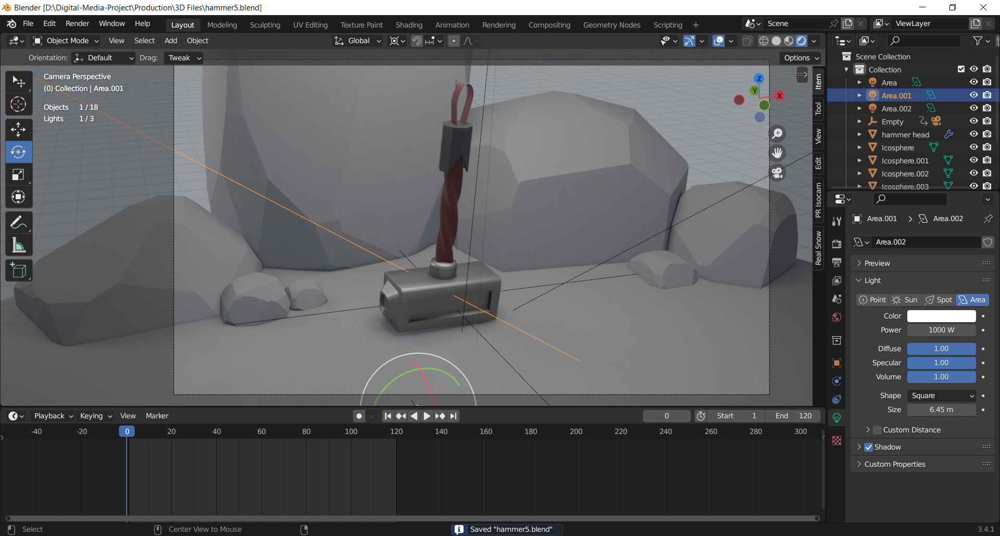 Blender [D:\Digital-Media-Project\Production\3D Files\hammer5.blend]
File Edit Render Window Help Layout Modeling Sculpting UV Editing Texture Paint Shading Animation Rendering Compositing Geometry Nodes Scripting + Scene ViewLayer
Object Mode View Select Add Object Global
Orientation: Default Drag: Tweak Options
Camera Perspective
(0) Collection | Area.001
Objects 1 / 18
Lights 1 / 3
Z
Y
X
Item
Tool
View
Edit
PR Isocam
Real Snow
Scene Collection
Collection
Area
Area.001
Area.002
Empty
hammer head
Icosphere
Icosphere.001
Icosphere.002
Icosphere.003
Area.001 > Area.002
Area.002
Preview
Light
Point Sun Spot Area
Color
Power 1000 W
Diffuse 1.00
Specular 1.00
Volume 1.00
Shape Square
Size 6.45 m
Custom Distance
Shadow
Custom Properties
Playback Keying View Marker 0 Start 1 End 120
-40 -20 0 20 40 60 80 100 120 140 160 180 200 220 240 260 280 300
Select Center View to Mouse Saved "hammer5.blend" 3.4.1